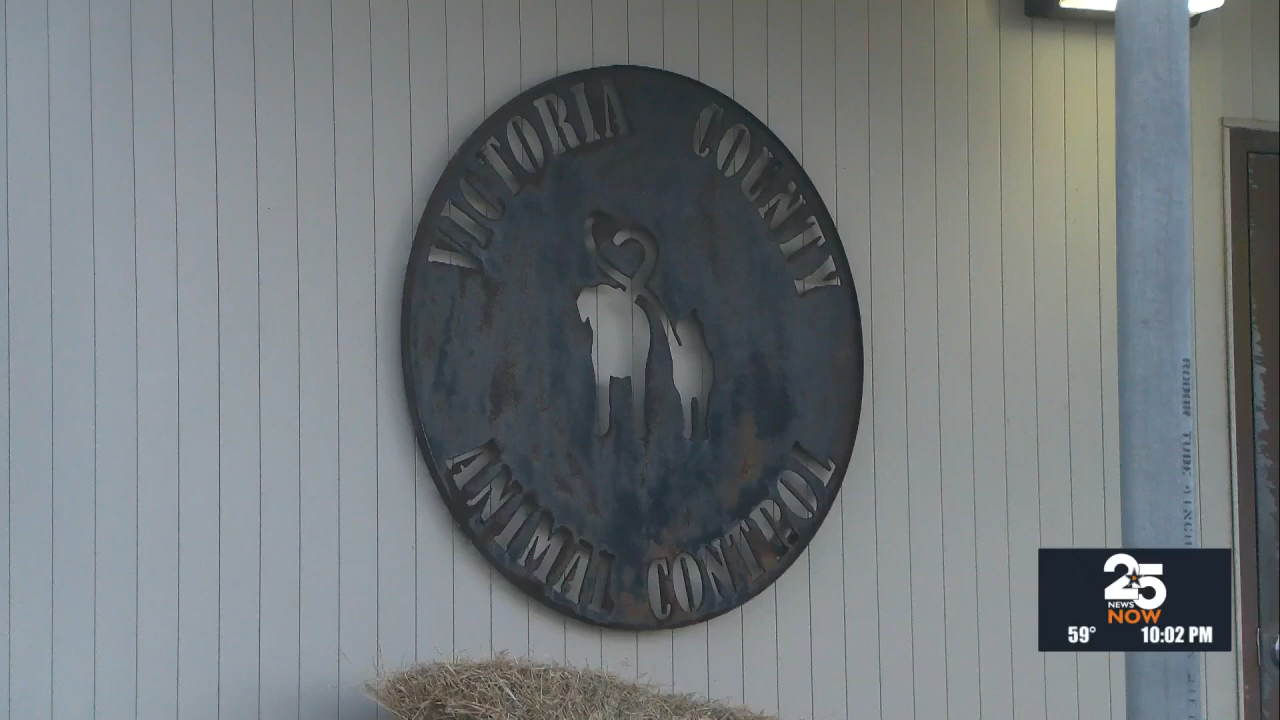 VICTORIA COUNTY
ANIMAL CONTROL
25
NEWS
NOW
59° 10:02 PM